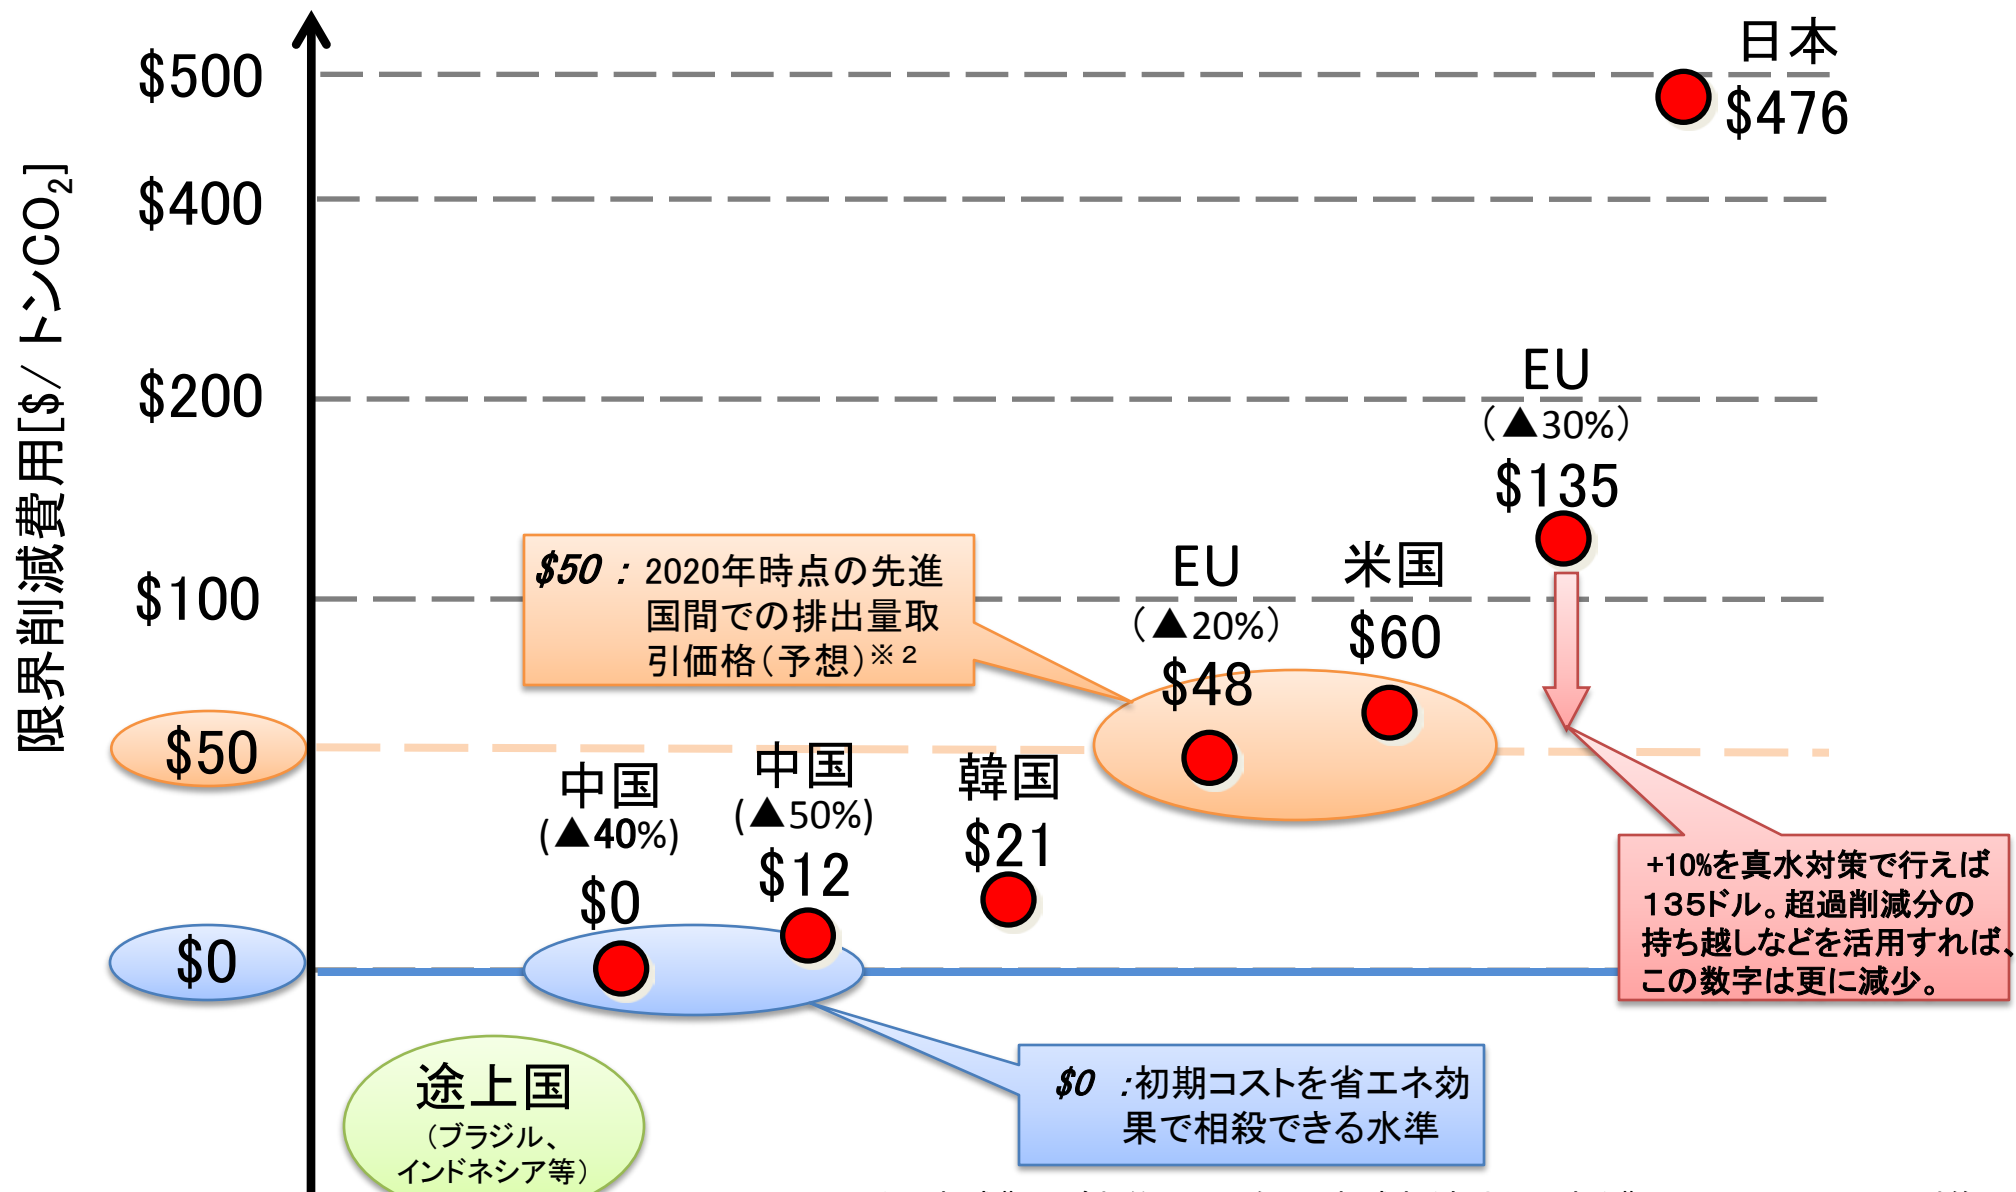 限界削減費用[$/トンCO2]
$500
$400
$200
$100
$50
$0
日本
$476
EU
(▲30%)
$135
米国
$60
EU
(▲20%)
$48
$50 : 2020年時点の先進
国間での排出量取
引価格(予想)※2
韓国
$21
中国
(▲50%)
$12
中国
(▲40%)
$0
+10%を真水対策で行えば
135ドル。超過削減分の
持ち越しなどを活用すれば、
この数字は更に減少。
$0 :初期コストを省エネ効
果で相殺できる水準
途上国
(ブラジル、
インドネシア等)